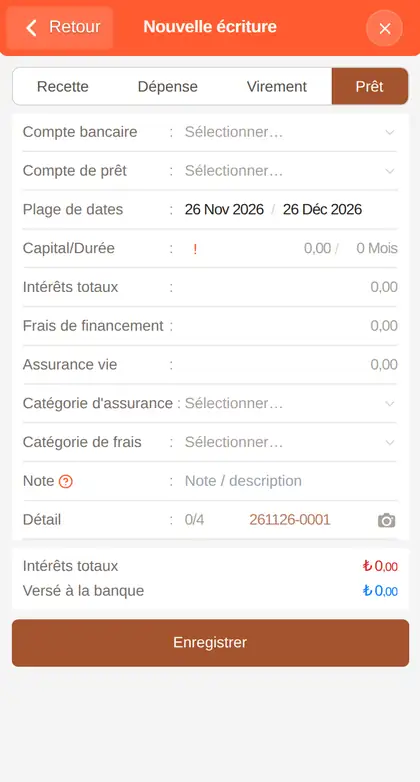 Retour
Nouvelle écriture
Recette Dépense Virement Prêt
Compte bancaire : Sélectionner…
Compte de prêt : Sélectionner…
Plage de dates : 26 Nov 2026 / 26 Déc 2026
Capital/Durée : ! 0,00 / 0 Mois
Intérêts totaux : 0,00
Frais de financement : 0,00
Assurance vie : 0,00
Catégorie d'assurance : Sélectionner…
Catégorie de frais : Sélectionner…
Note ? : Note / description
Détail : 0/4 261126-0001
Intérêts totaux ₺0,00
Versé à la banque ₺0,00
Enregistrer